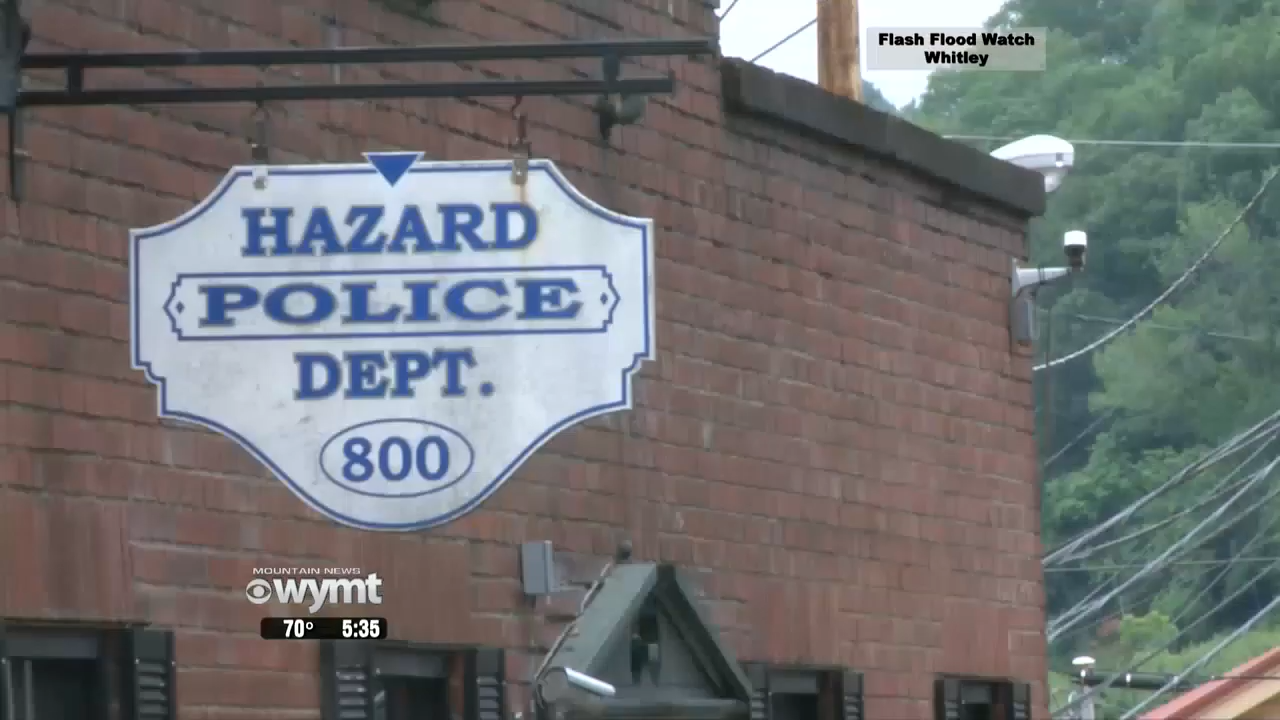 Flash Flood Watch
Whitley
HAZARD
POLICE
DEPT.
800
MOUNTAIN NEWS
wymt
70° 5:35